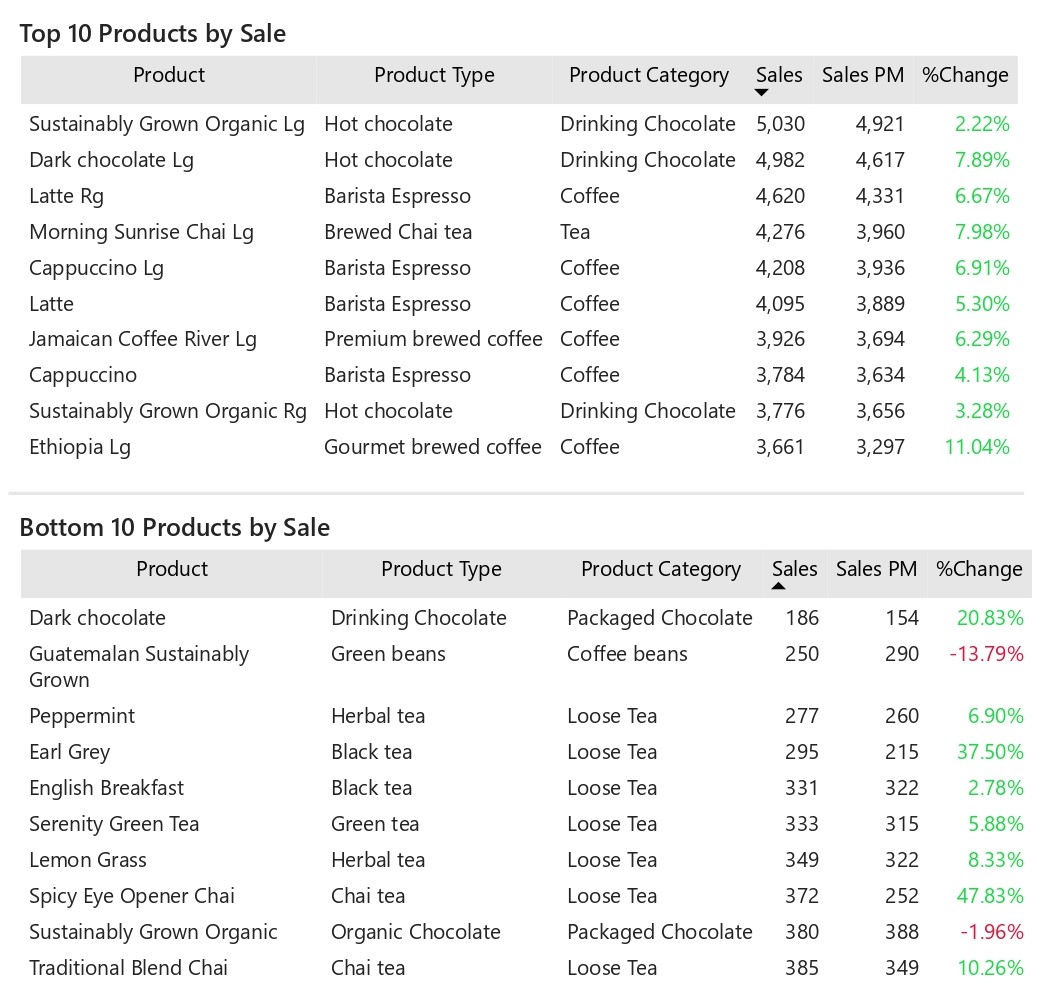 Top 10 Products by Sale
Product Product Type Product Category Sales Sales PM %Change
Sustainably Grown Organic Lg Hot chocolate Drinking Chocolate 5,030 4,921 2.22%
Dark chocolate Lg Hot chocolate Drinking Chocolate 4,982 4,617 7.89%
Latte Rg Barista Espresso Coffee 4,620 4,331 6.67%
Morning Sunrise Chai Lg Brewed Chai tea Tea 4,276 3,960 7.98%
Cappuccino Lg Barista Espresso Coffee 4,208 3,936 6.91%
Latte Barista Espresso Coffee 4,095 3,889 5.30%
Jamaican Coffee River Lg Premium brewed coffee Coffee 3,926 3,694 6.29%
Cappuccino Barista Espresso Coffee 3,784 3,634 4.13%
Sustainably Grown Organic Rg Hot chocolate Drinking Chocolate 3,776 3,656 3.28%
Ethiopia Lg Gourmet brewed coffee Coffee 3,661 3,297 11.04%
Bottom 10 Products by Sale
Product Product Type Product Category Sales Sales PM %Change
Dark chocolate Drinking Chocolate Packaged Chocolate 186 154 20.83%
Guatemalan Sustainably Green beans Coffee beans 250 290 -13.79%
Grown
Peppermint Herbal tea Loose Tea 277 260 6.90%
Earl Grey Black tea Loose Tea 295 215 37.50%
English Breakfast Black tea Loose Tea 331 322 2.78%
Serenity Green Tea Green tea Loose Tea 333 315 5.88%
Lemon Grass Herbal tea Loose Tea 349 322 8.33%
Spicy Eye Opener Chai Chai tea Loose Tea 372 252 47.83%
Sustainably Grown Organic Organic Chocolate Packaged Chocolate 380 388 -1.96%
Traditional Blend Chai Chai tea Loose Tea 385 349 10.26%